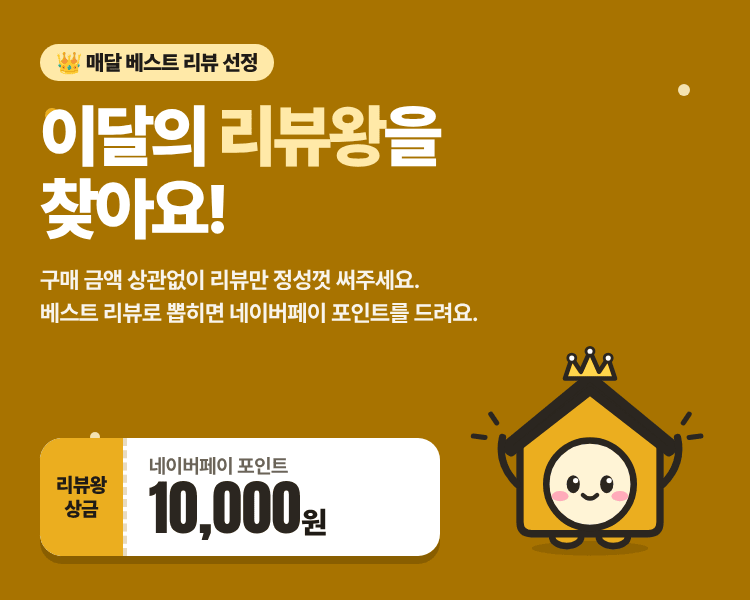 👑 매달 베스트 리뷰 선정
이달의 리뷰왕을
찾아요!
구매 금액 상관없이 리뷰만 정성껏 써주세요.
베스트 리뷰로 뽑히면 네이버페이 포인트를 드려요.
리뷰왕
상금
네이버페이 포인트
10,000원